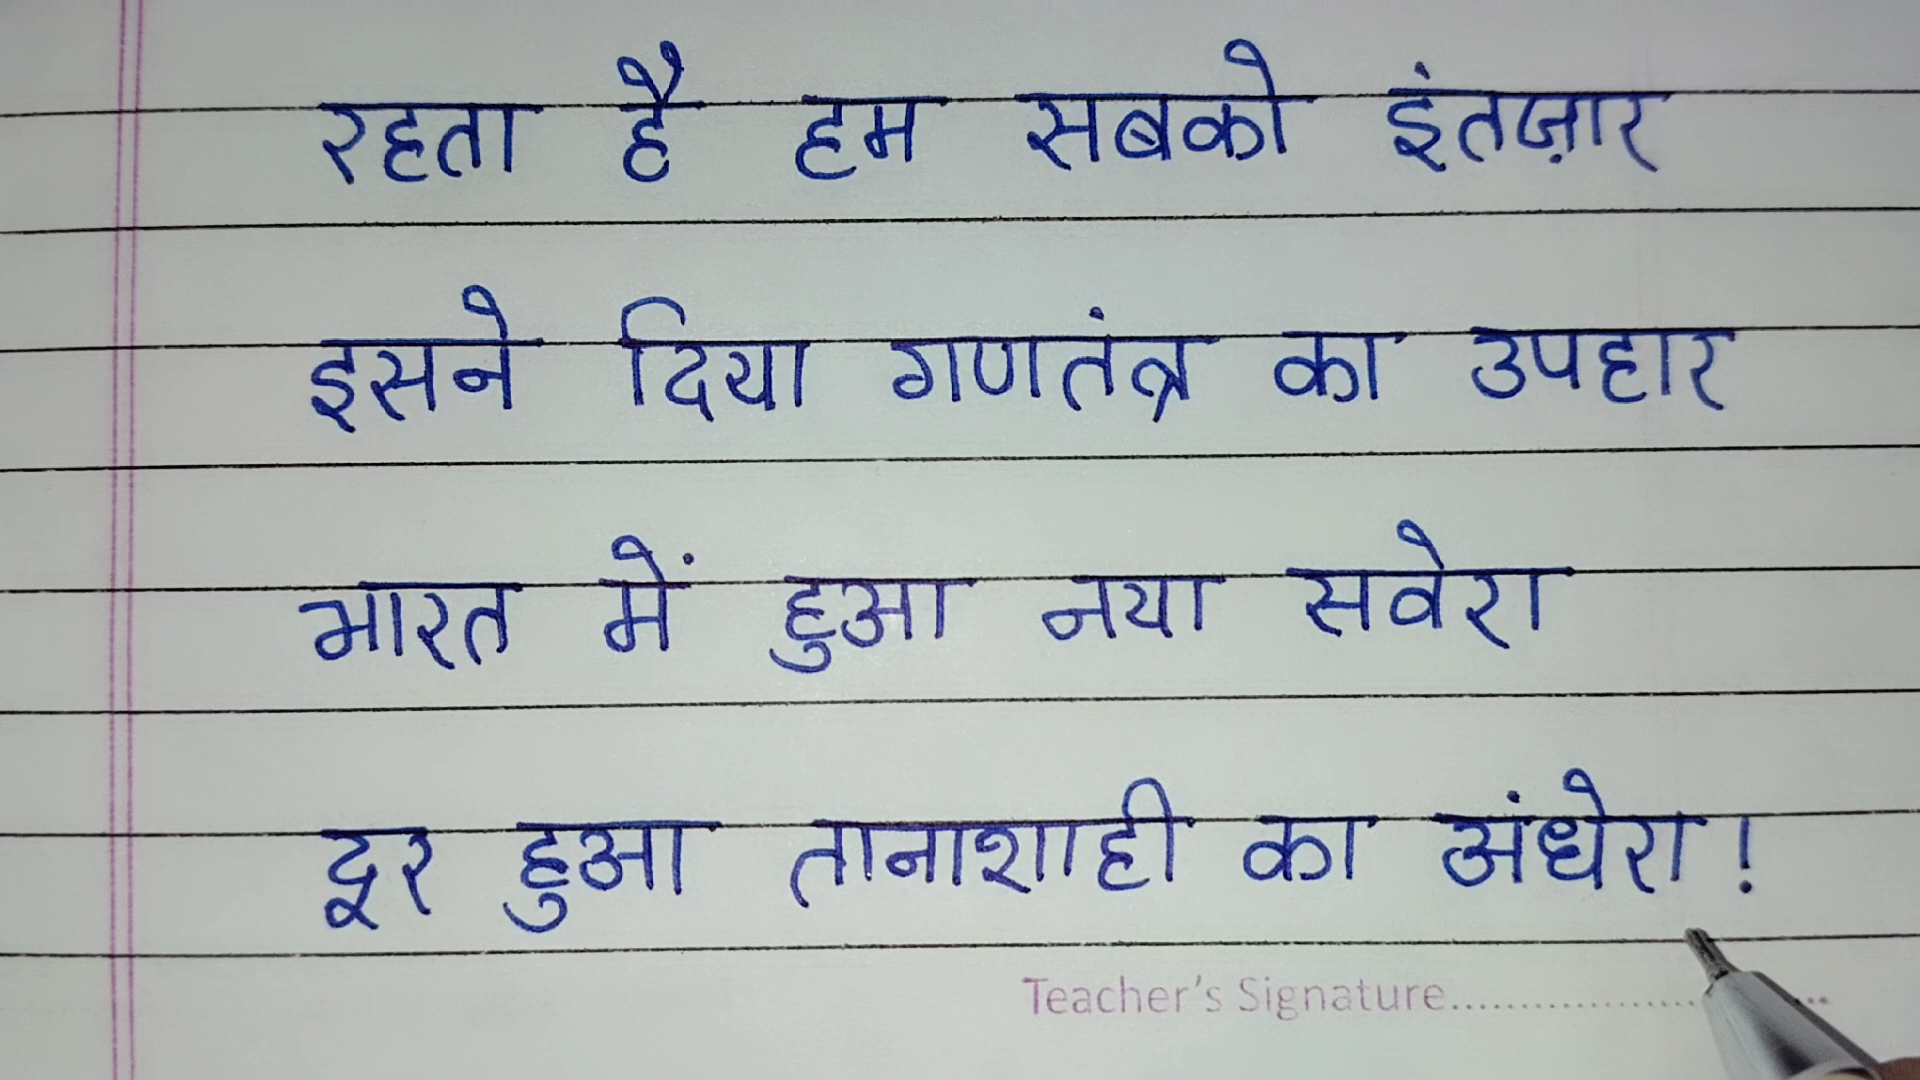 रहता है हम सबको इंतज़ार
इसने दिया गणतंत्र का उपहार
भारत में हुआ नया सवेरा
दूर हुआ तानाशाही का अंधेरा !
Teacher's Signature..........................